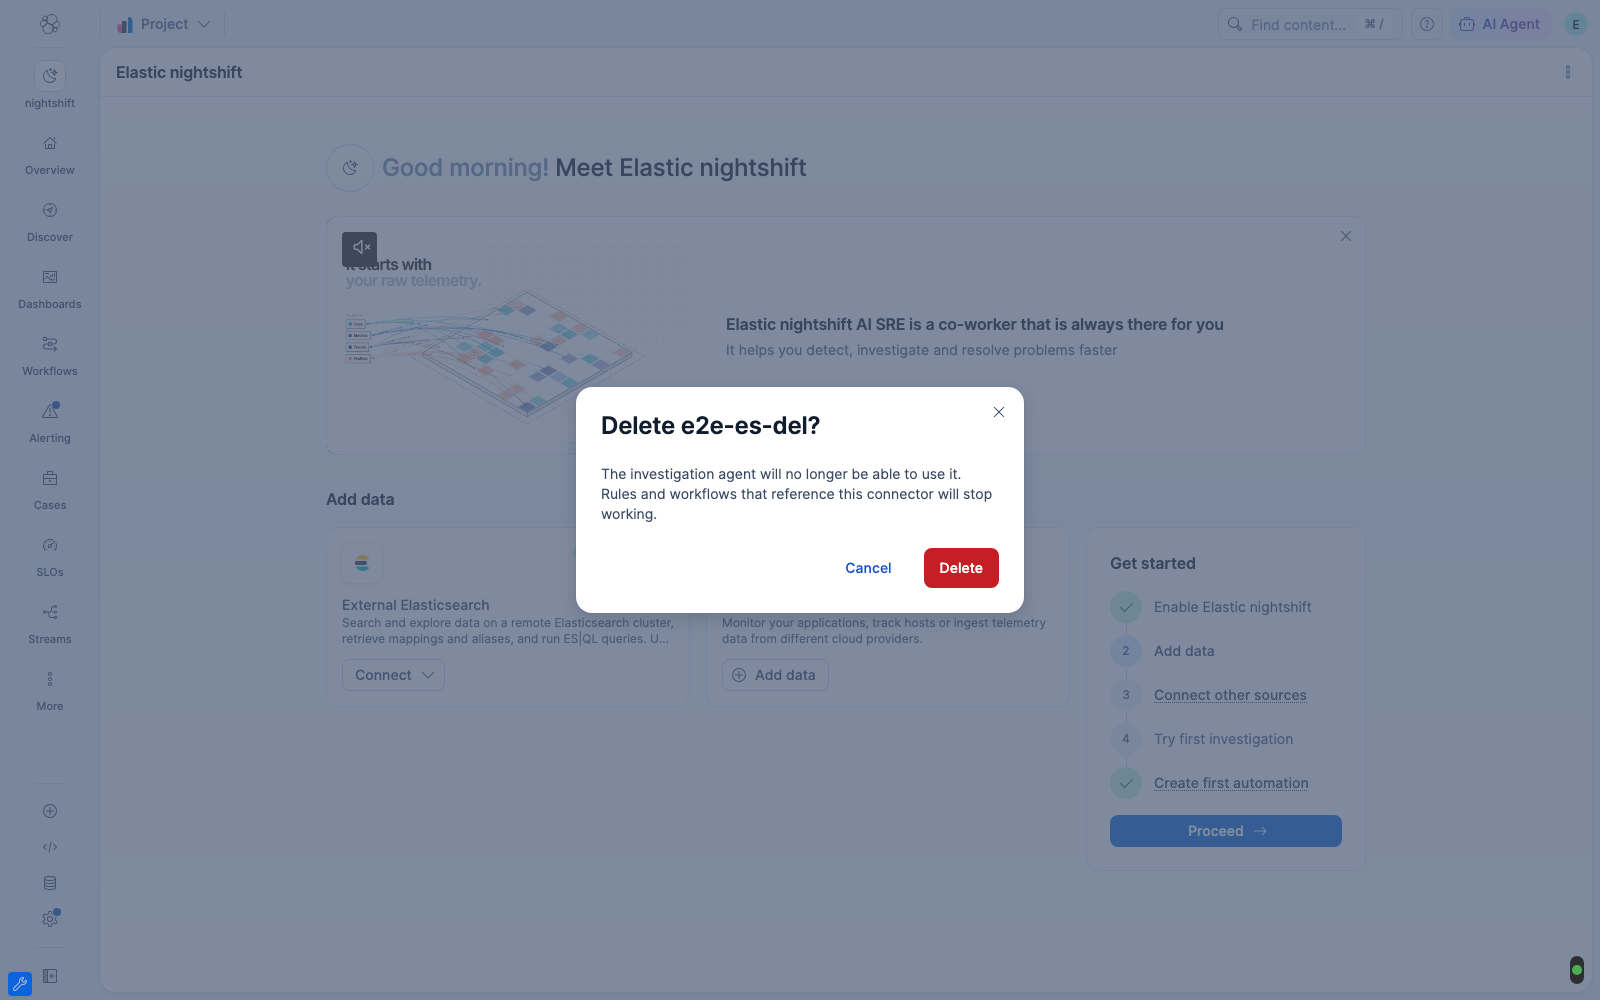 Project
Find content...
⌘ /
AI Agent
E
Elastic nightshift
nightshift
Overview
Discover
Dashboards
Workflows
Alerting
Cases
SLOs
Streams
More
Good morning! Meet Elastic nightshift
It starts with
your raw telemetry.
Elastic nightshift AI SRE is a co-worker that is always there for you
It helps you detect, investigate and resolve problems faster
Delete e2e-es-del?
The investigation agent will no longer be able to use it.
Rules and workflows that reference this connector will stop
working.
Cancel
Delete
Add data
External Elasticsearch
Search and explore data on a remote Elasticsearch cluster,
retrieve mappings and aliases, and run ES|QL queries. U...
Connect
Monitor your applications, track hosts or ingest telemetry
data from different cloud providers.
Add data
Get started
Enable Elastic nightshift
2 Add data
3 Connect other sources
4 Try first investigation
Create first automation
Proceed